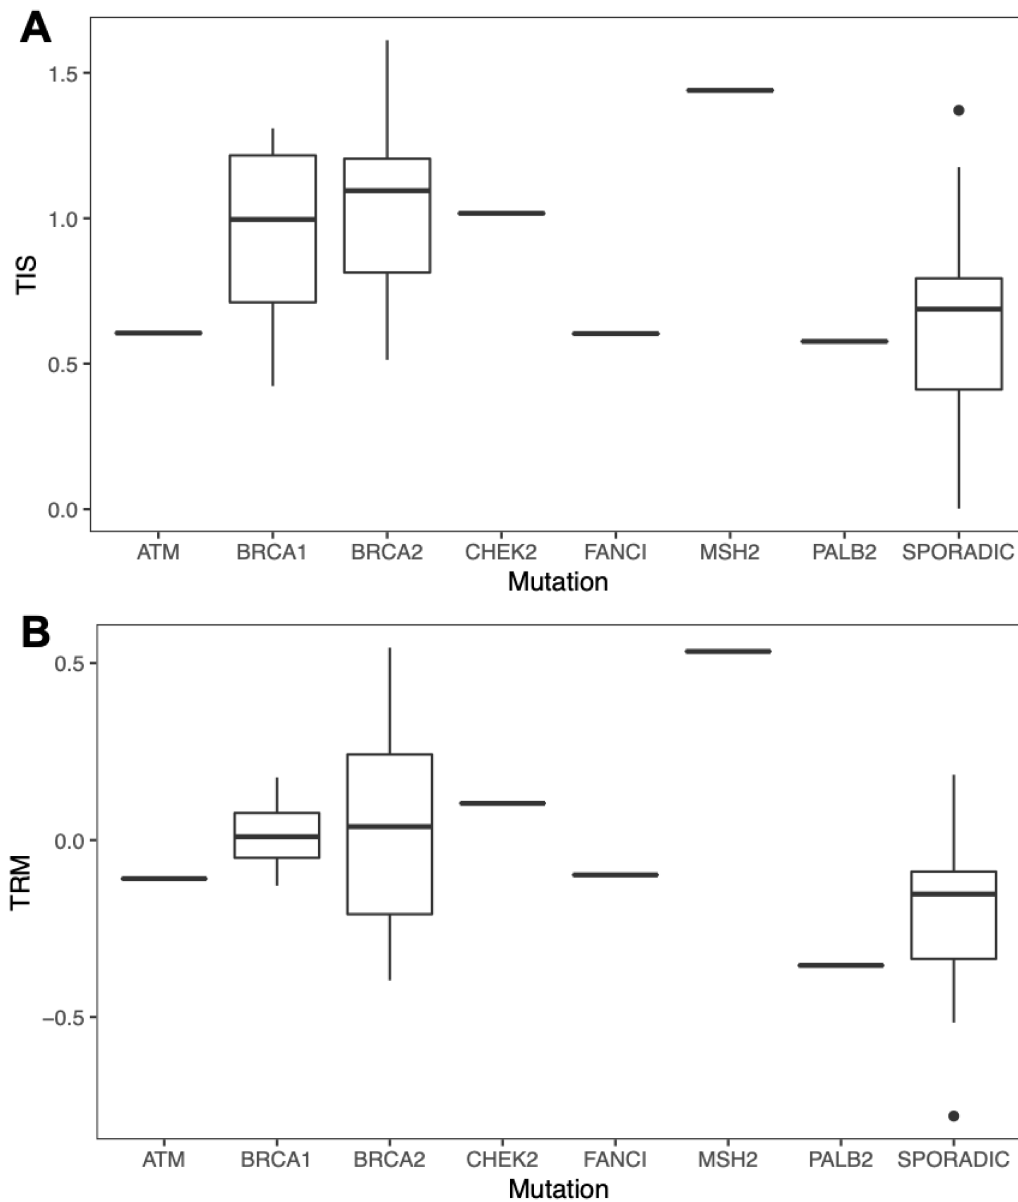 A
1.5
1.0
0.5
0.0
TIS
ATM BRCA1 BRCA2 CHEK2 FANCI MSH2 PALB2 SPORADIC
Mutation
B
0.5
0.0
−0.5
TRM
ATM BRCA1 BRCA2 CHEK2 FANCI MSH2 PALB2 SPORADIC
Mutation